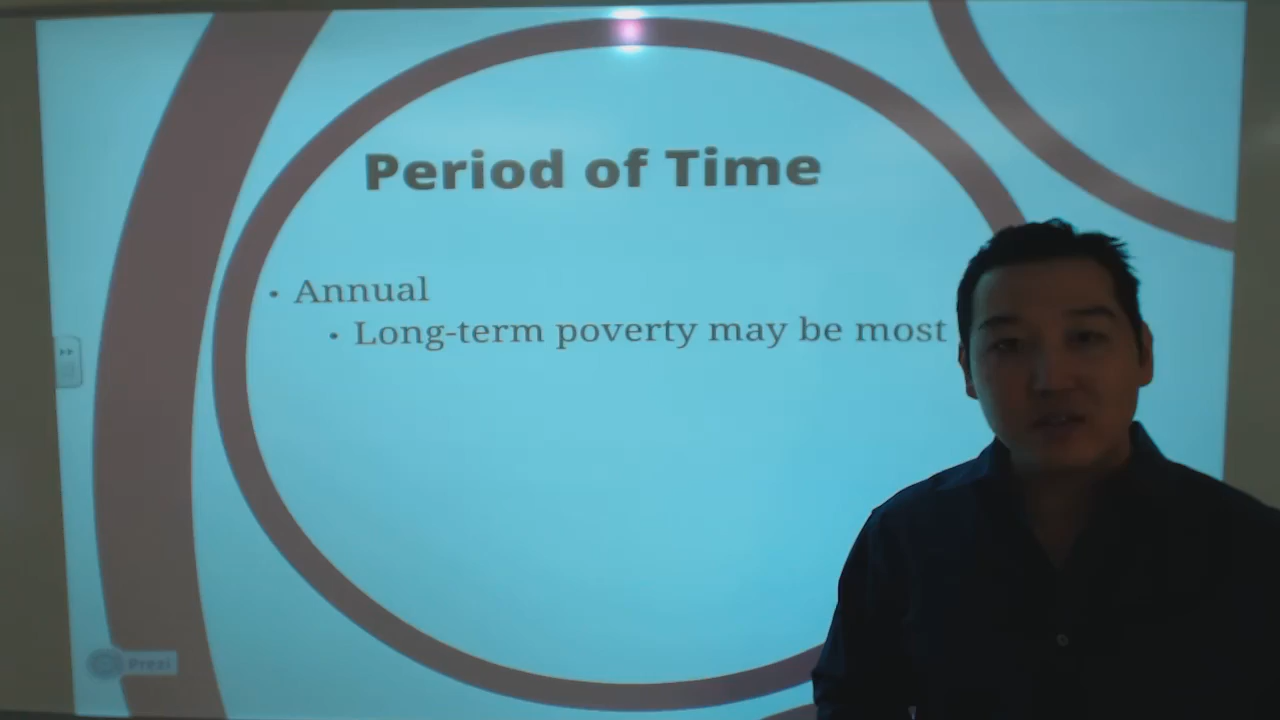 Period of Time
• Annual
• Long-term poverty may be most
Prezi